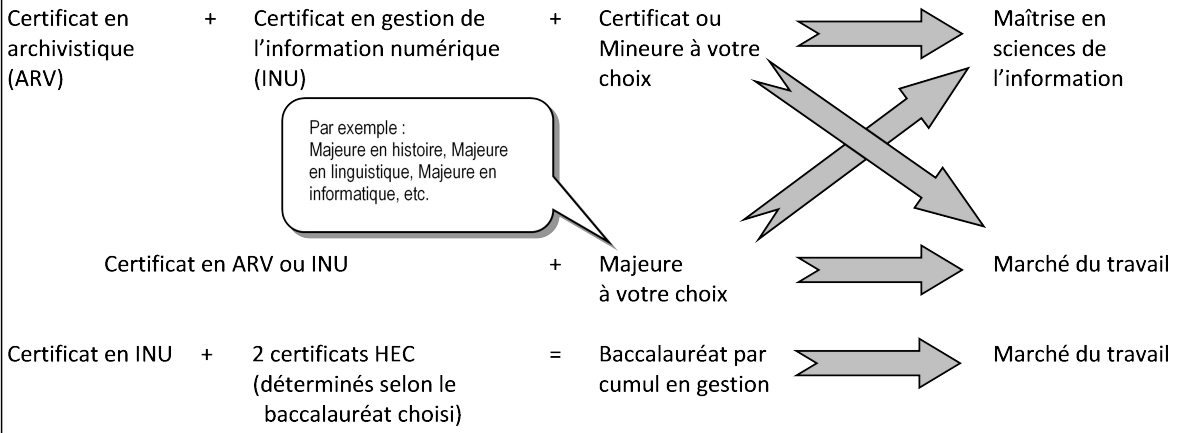 Certificat en + Certificat en gestion de + Certificat ou Maîtrise en
archivistique l’information numérique Mineure à votre sciences de
(ARV) (INU) choix l’information
Par exemple :
Majeure en histoire, Majeure
en linguistique, Majeure en
informatique, etc.
Certificat en ARV ou INU + Majeure Marché du travail
à votre choix
Certificat en INU + 2 certificats HEC = Baccalauréat par Marché du travail
(déterminés selon le cumul en gestion
baccalauréat choisi)